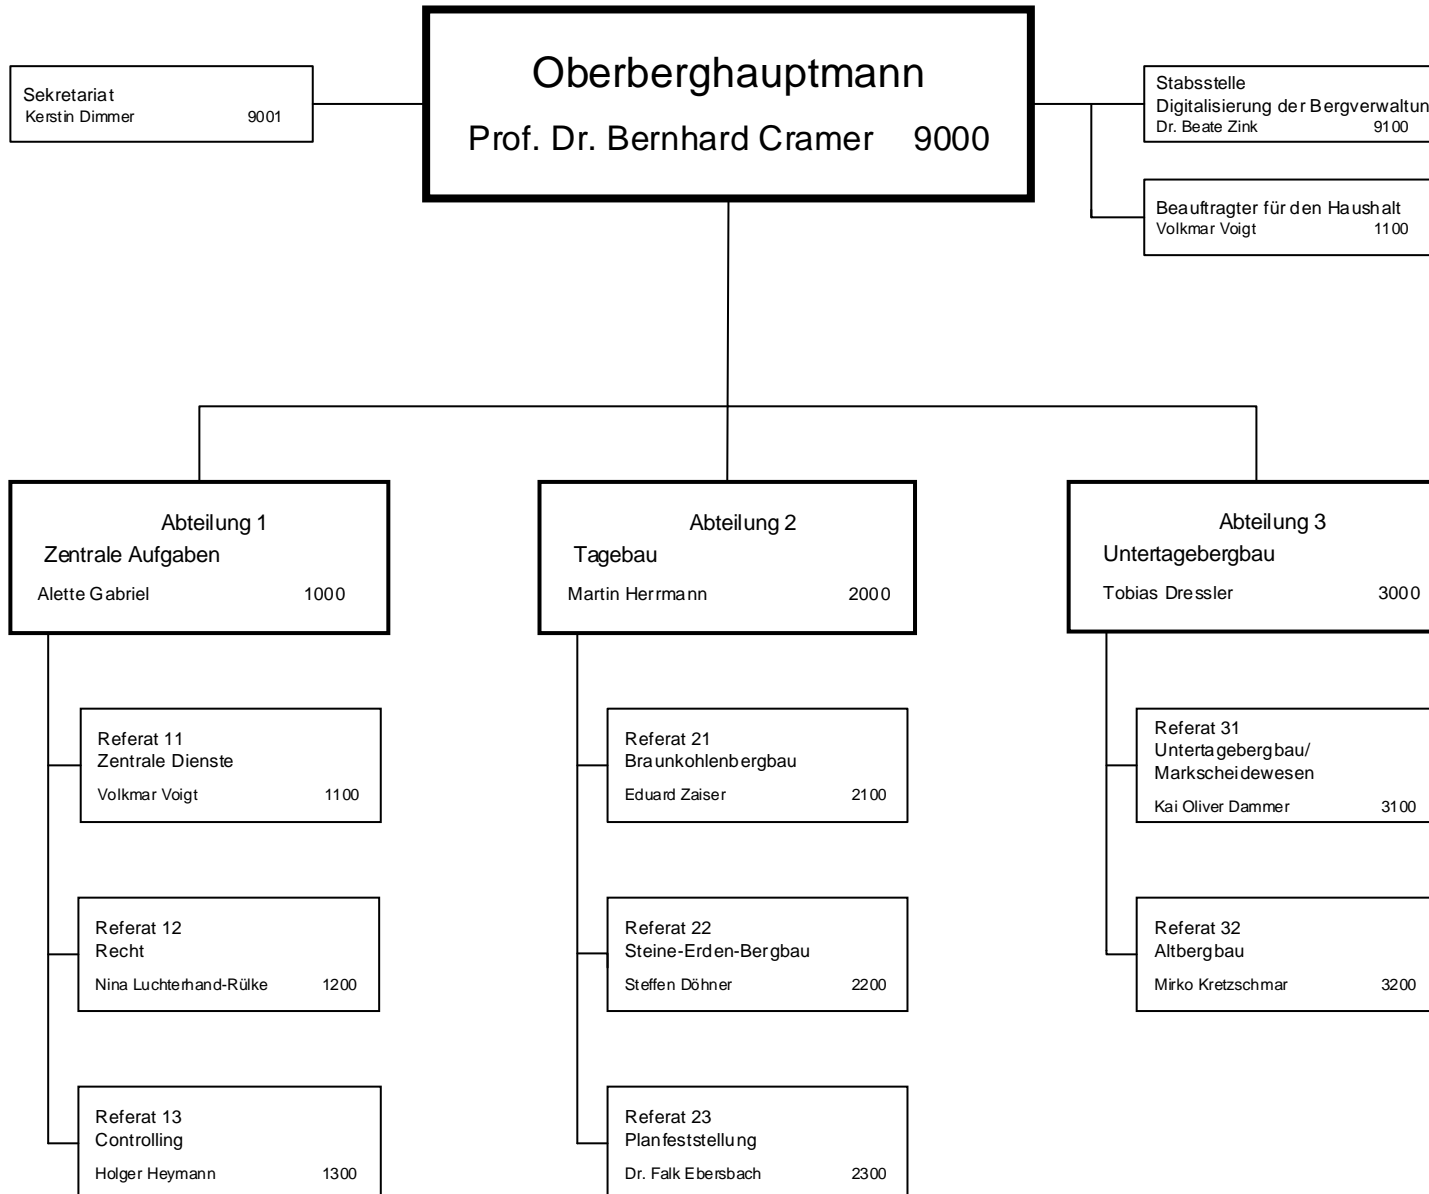 Oberberghauptmann
Prof. Dr. Bernhard Cramer 9000
Sekretariat
Kerstin Dimmer 9001
Stabsstelle
Digitalisierung der Bergverwaltun
Dr. Beate Zink 9100
Beauftragter für den Haushalt
Volkmar Voigt 1100
Abteilung 1
Zentrale Aufgaben
Alette Gabriel 1000
Referat 11
Zentrale Dienste
Volkmar Voigt 1100
Referat 12
Recht
Nina Luchterhand-Rülke 1200
Referat 13
Controlling
Holger Heymann 1300
Abteilung 2
Tagebau
Martin Herrmann 2000
Referat 21
Braunkohlenbergbau
Eduard Zaiser 2100
Referat 22
Steine-Erden-Bergbau
Steffen Döhner 2200
Referat 23
Planfeststellung
Dr. Falk Ebersbach 2300
Abteilung 3
Untertagebergbau
Tobias Dressler 3000
Referat 31
Untertagebergbau/
Markscheidewesen
Kai Oliver Dammer 3100
Referat 32
Altbergbau
Mirko Kretzschmar 3200